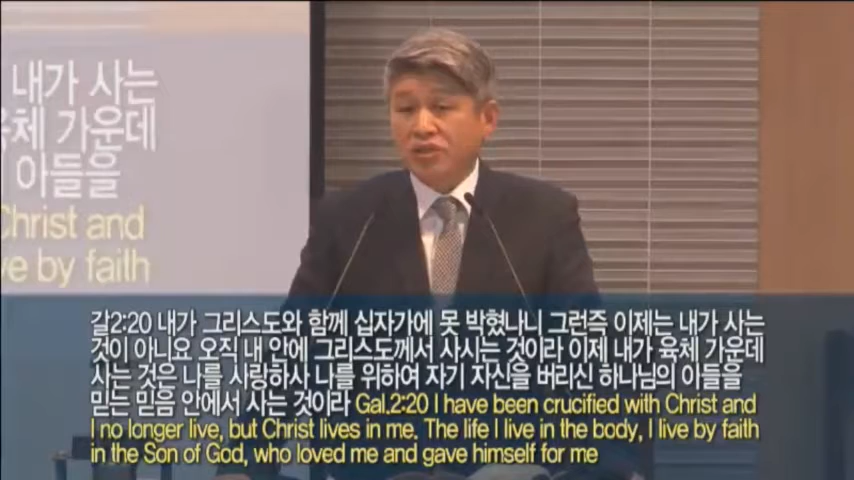 내가 사는
육체 가운데
아들을
Christ and
live by faith
갈2:20 내가 그리스도와 함께 십자가에 못 박혔나니 그런즉 이제는 내가 사는
것이 아니요 오직 내 안에 그리스도께서 사시는 것이라 이제 내가 육체 가운데
사는 것은 나를 사랑하사 나를 위하여 자기 자신을 버리신 하나님의 아들을
믿는 믿음 안에서 사는 것이라 Gal.2:20 I have been crucified with Christ and
I no longer live, but Christ lives in me. The life I live in the body, I live by faith
in the Son of God, who loved me and gave himself for me